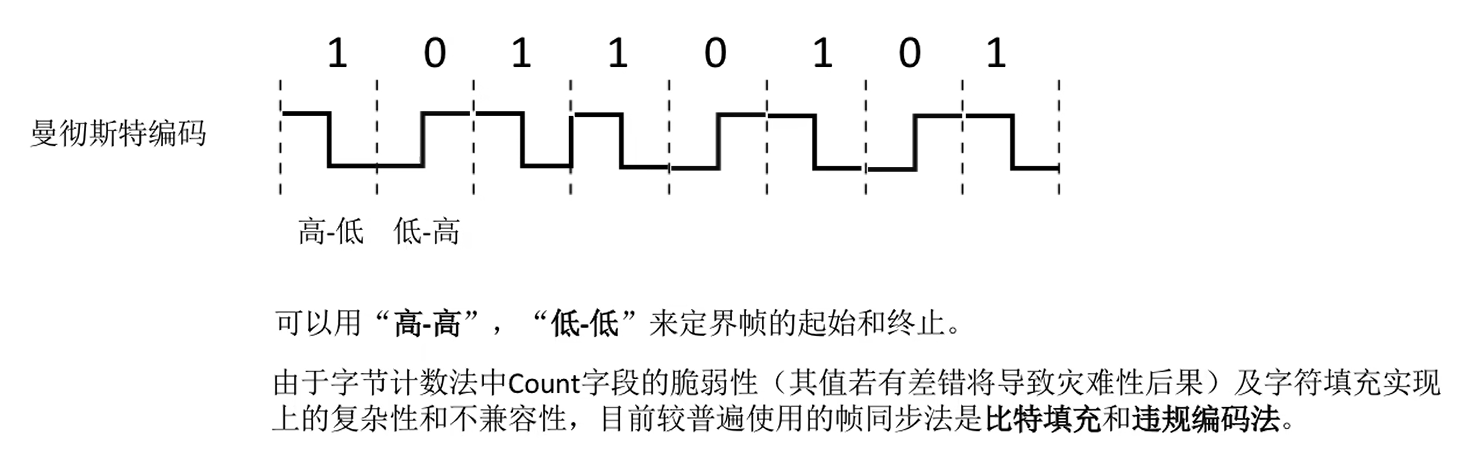 1 0 1 1 0 1 0 1
曼彻斯特编码
高-低 低-高
可以用“高-高”，“低-低”来定界帧的起始和终止。
由于字节计数法中Count字段的脆弱性（其值若有差错将导致灾难性后果）及字符填充实现
上的复杂性和不兼容性，目前较普遍使用的帧同步法是比特填充和违规编码法。